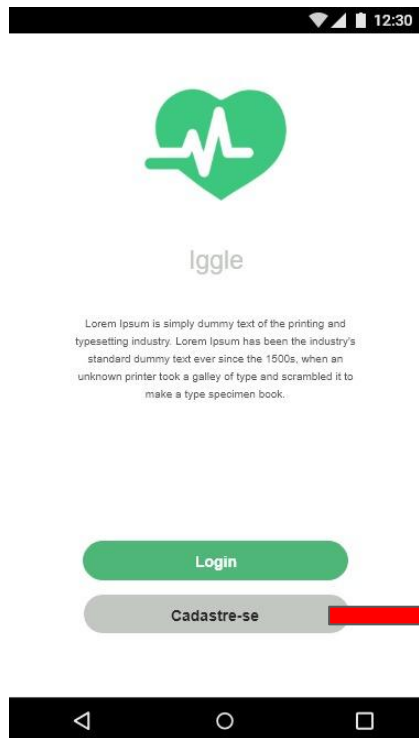 12:30
Iggle
Lorem Ipsum is simply dummy text of the printing and
typesetting industry. Lorem Ipsum has been the industry's
standard dummy text ever since the 1500s, when an
unknown printer took a galley of type and scrambled it to
make a type specimen book.
Login
Cadastre-se